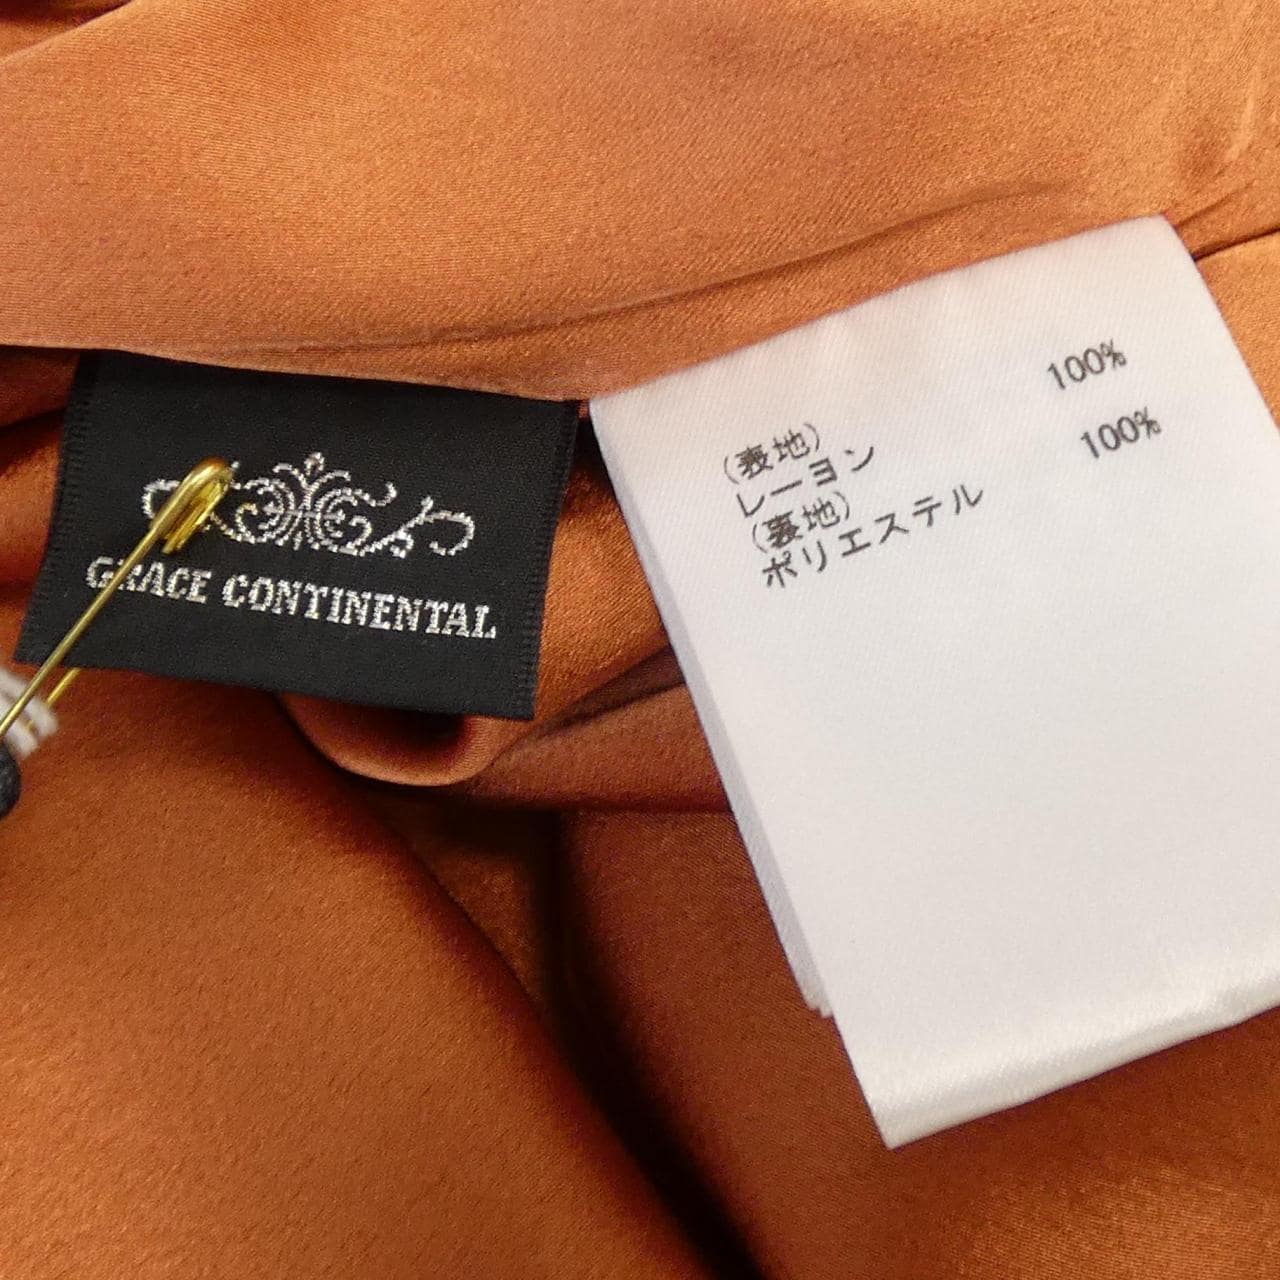 GRACE CONTINENTAL
(表地)
レーヨン 100%
(裏地)
ポリエステル 100%